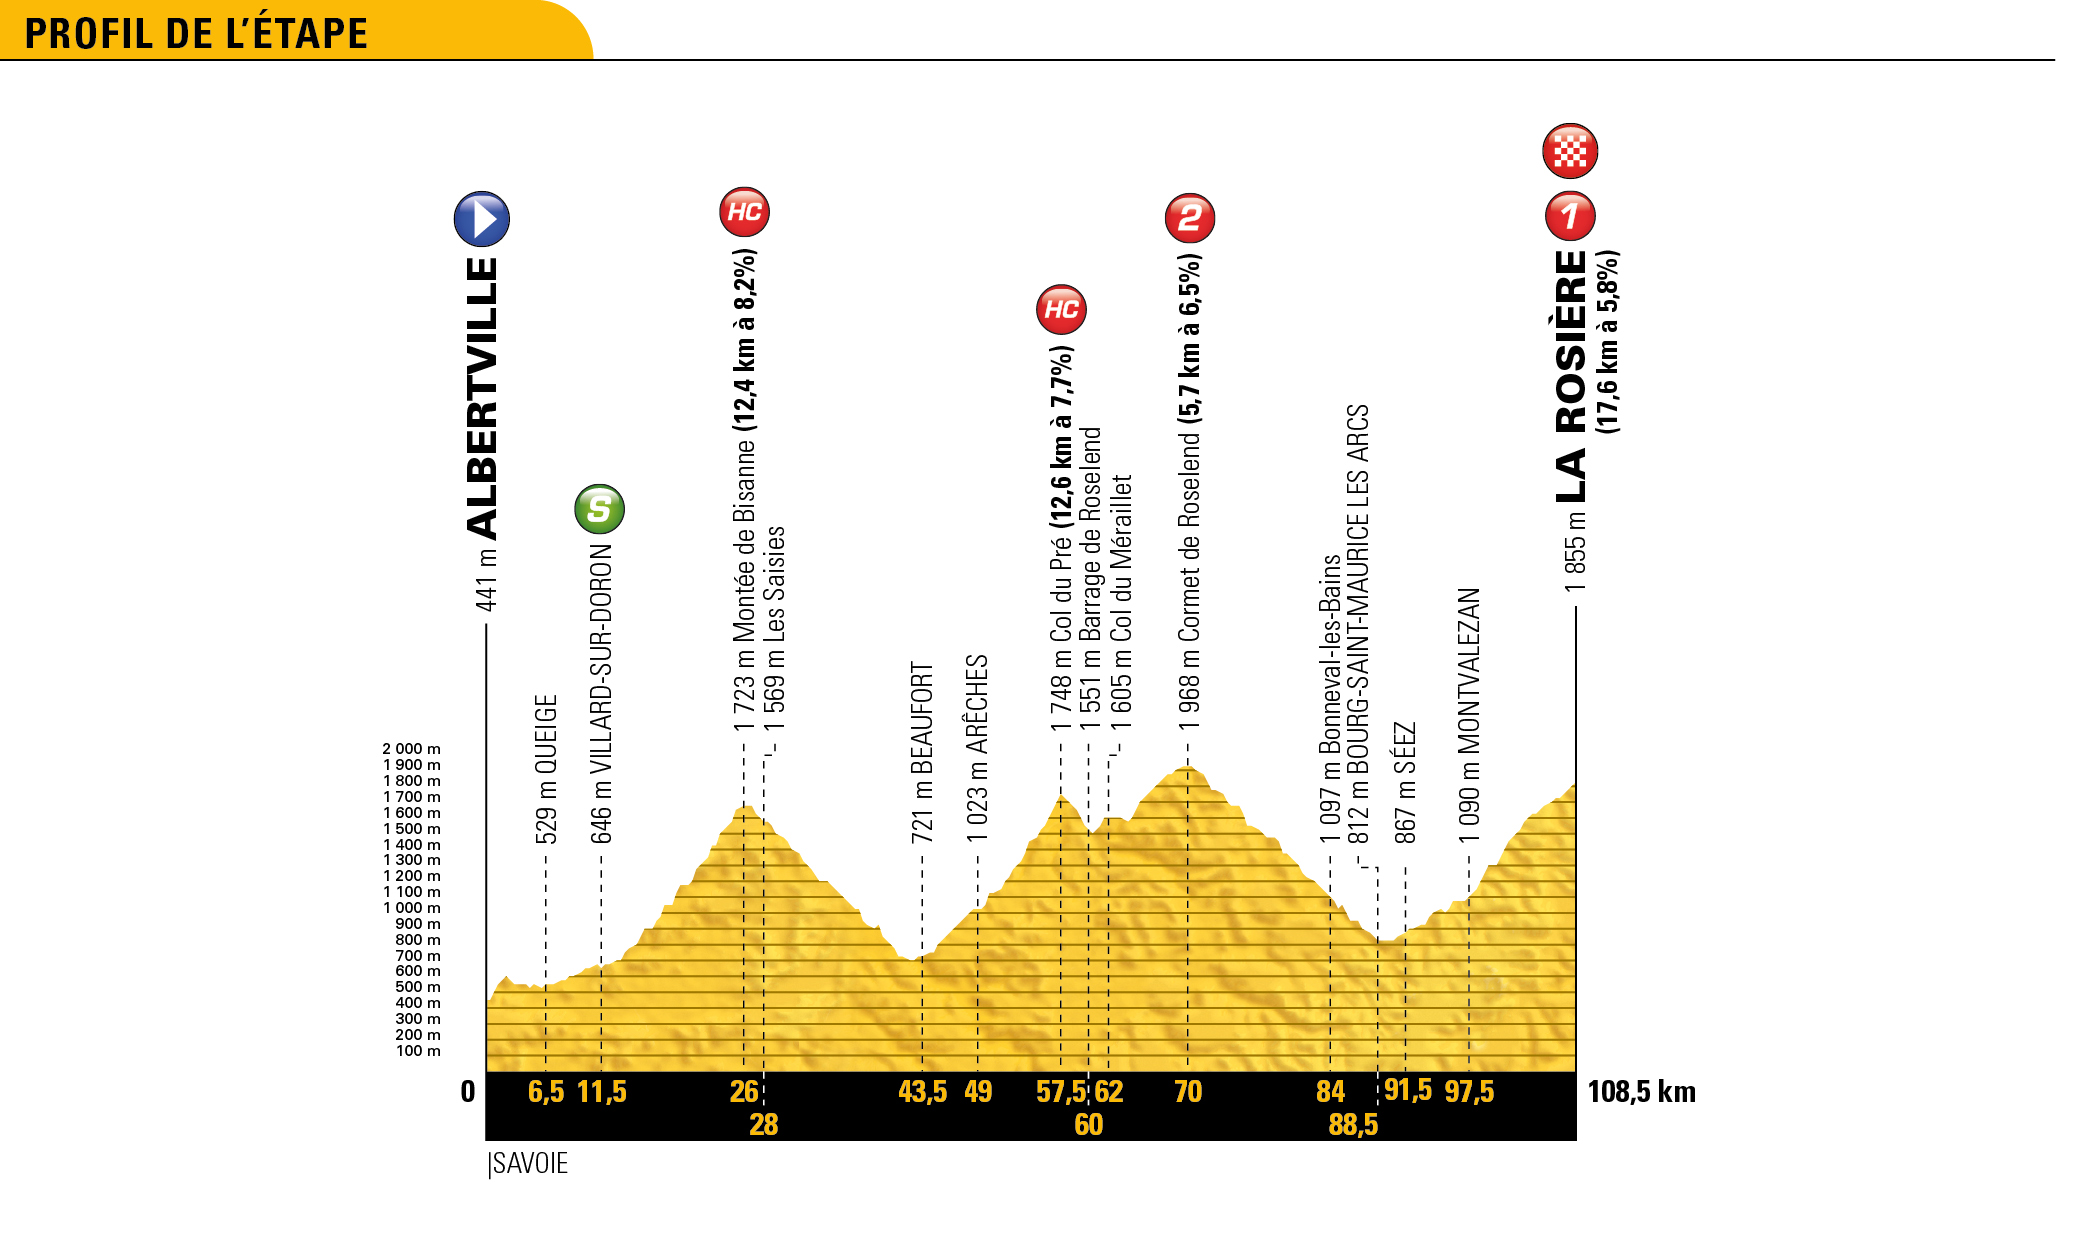 PROFIL DE L'ÉTAPE
441 m ALBERTVILLE
529 m QUEIGE
S
646 m VILLARD-SUR-DORON
HC
1 723 m Montée de Bisanne (12,4 km à 8,2%)
1 569 m Les Saisies
721 m BEAUFORT
1 023 m ARÊCHES
HC
1 748 m Col du Pré (12,6 km à 7,7%)
1 551 m Barrage de Roselend
1 605 m Col du Méraillet
2
1 968 m Cormet de Roselend (5,7 km à 6,5%)
1 097 m Bonneval-les-Bains
812 m BOURG-SAINT-MAURICE LES ARCS
867 m SÉEZ
1 090 m MONTVALEZAN
1
1 855 m LA ROSIÈRE
(17,6 km à 5,8%)
2 000 m
1 900 m
1 800 m
1 700 m
1 600 m
1 500 m
1 400 m
1 300 m
1 200 m
1 100 m
1 000 m
900 m
800 m
700 m
600 m
500 m
400 m
300 m
200 m
100 m
0 6,5 11,5 26 43,5 49 57,5 62 70 84 91,5 97,5 108,5 km
28 60 88,5
|SAVOIE